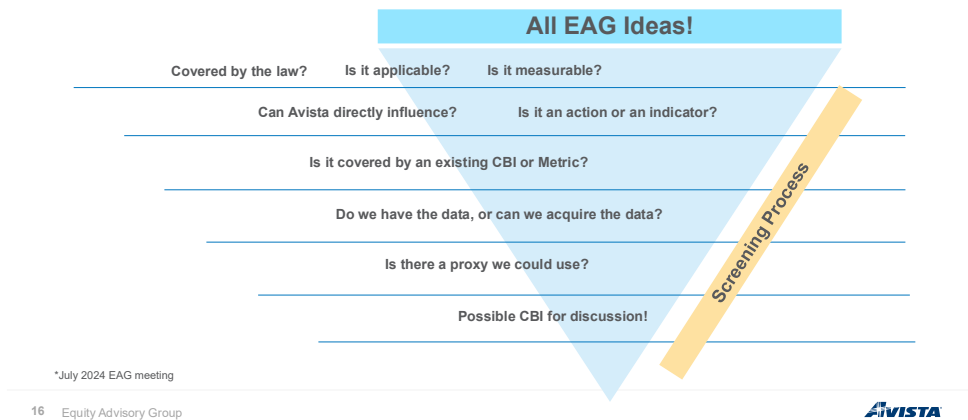 All EAG Ideas!
Covered by the law? Is it applicable? Is it measurable?
Can Avista directly influence? Is it an action or an indicator?
Is it covered by an existing CBI or Metric?
Do we have the data, or can we acquire the data?
Is there a proxy we could use?
Possible CBI for discussion!
Screening Process
*July 2024 EAG meeting
16 Equity Advisory Group
AVISTA